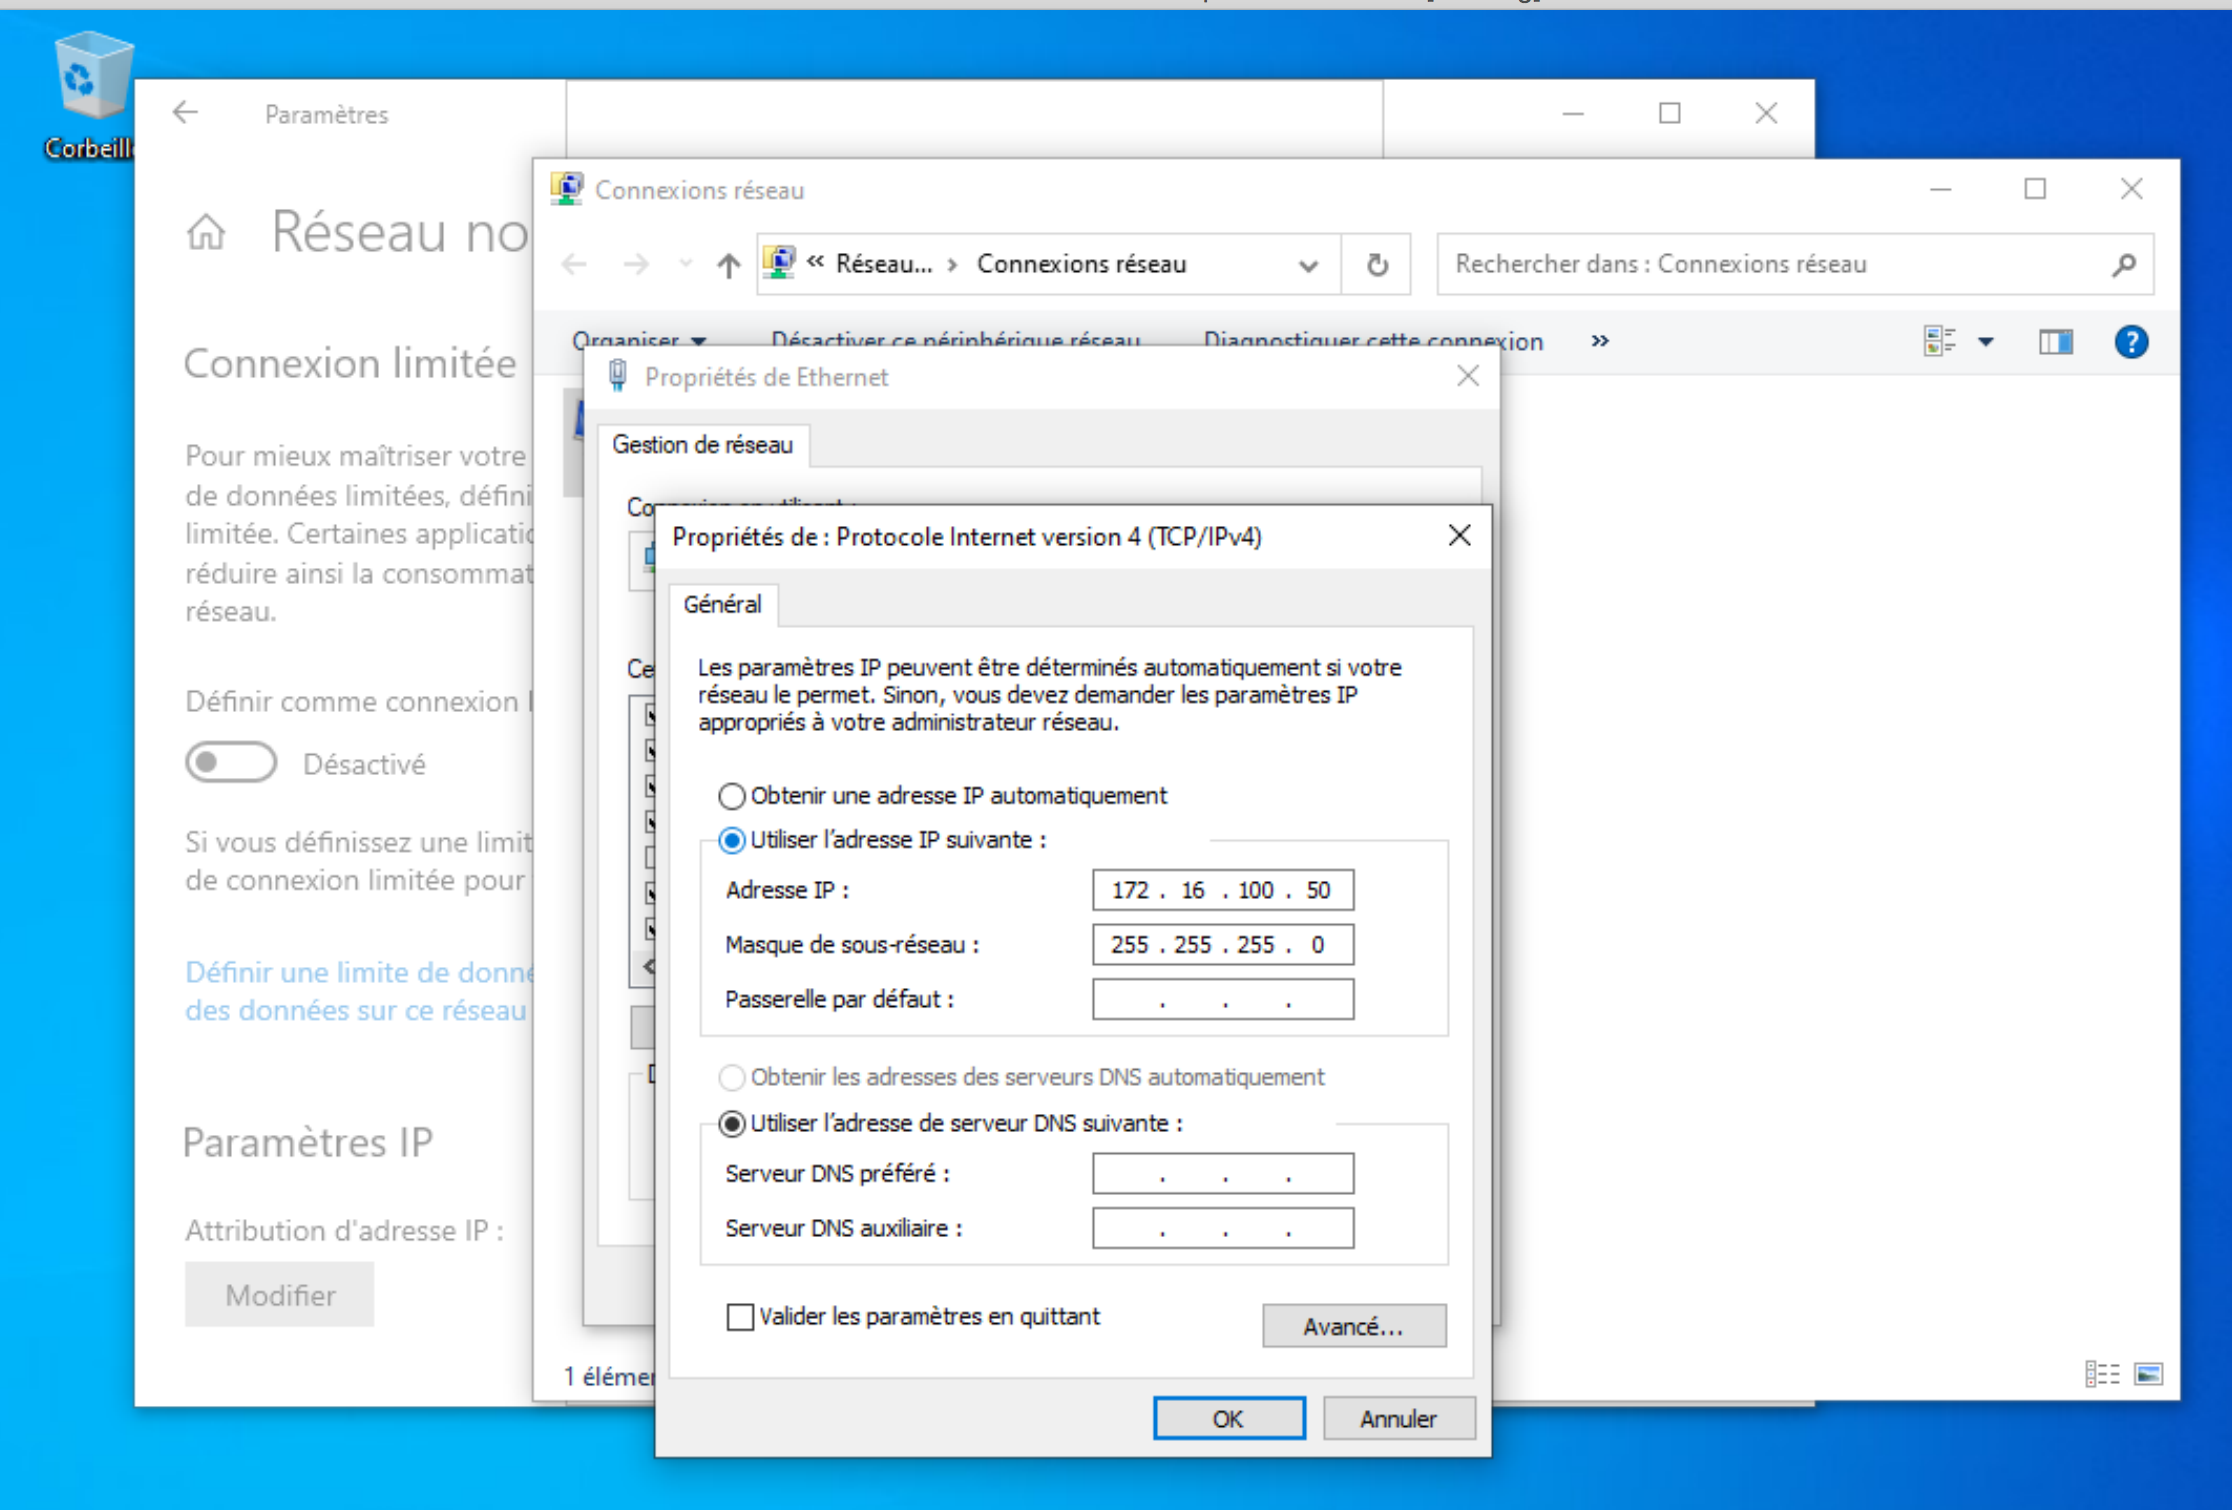 Corbeill
Paramètres
Réseau no
Connexion limitée
Pour mieux maîtriser votre
de données limitées, défini
limitée. Certaines applicatio
réduire ainsi la consommat
réseau.
Définir comme connexion l
Désactivé
Si vous définissez une limit
de connexion limitée pour
Définir une limite de donné
des données sur ce réseau
Paramètres IP
Attribution d'adresse IP :
Modifier
Connexions réseau
« Réseau... > Connexions réseau
Rechercher dans : Connexions réseau
Organiser
Désactiver ce périphérique réseau
Diagnostiquer cette connexion
»
Propriétés de Ethernet
Gestion de réseau
Connexion en utilisant :
Ce
Propriétés de : Protocole Internet version 4 (TCP/IPv4)
Général
Les paramètres IP peuvent être déterminés automatiquement si votre
réseau le permet. Sinon, vous devez demander les paramètres IP
appropriés à votre administrateur réseau.
Obtenir une adresse IP automatiquement
Utiliser l'adresse IP suivante :
Adresse IP : 172 . 16 . 100 . 50
Masque de sous-réseau : 255 . 255 . 255 . 0
Passerelle par défaut : . . .
Obtenir les adresses des serveurs DNS automatiquement
Utiliser l'adresse de serveur DNS suivante :
Serveur DNS préféré : . . .
Serveur DNS auxiliaire : . . .
Valider les paramètres en quittant
Avancé...
OK
Annuler
1 élémen